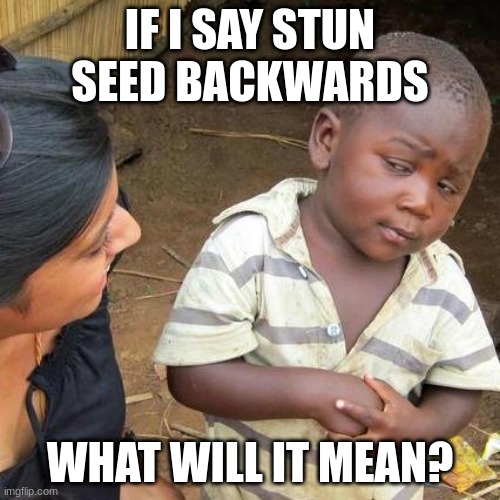 IF I SAY STUN
SEED BACKWARDS
WHAT WILL IT MEAN?
imgflip.com